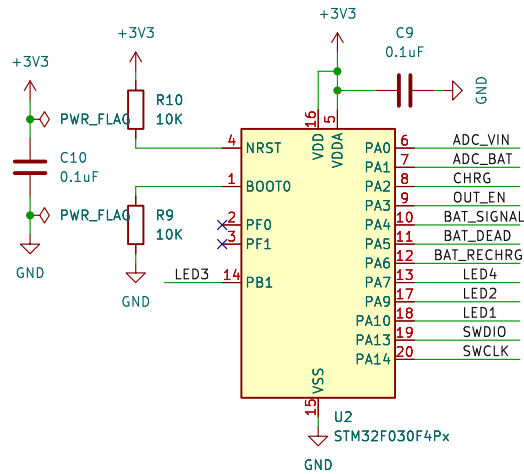 +3V3
C9
0.1uF
GND
+3V3
R10
10K
PWR_FLAG
C10
0.1uF
PWR_FLAG
GND
R9
10K
GND
LED3
4 NRST
1 BOOT0
2 PF0
3 PF1
14 PB1
16 VDD
5 VDDA
PA0 6 ADC_VIN
PA1 7 ADC_BAT
PA2 8 CHRG
PA3 9 OUT_EN
PA4 10 BAT_SIGNAL
PA5 11 BAT_DEAD
PA6 12 BAT_RECHRG
PA7 13 LED4
PA9 17 LED2
PA10 18 LED1
PA13 19 SWDIO
PA14 20 SWCLK
VSS 15
U2
STM32F030F4Px
GND
+3V3